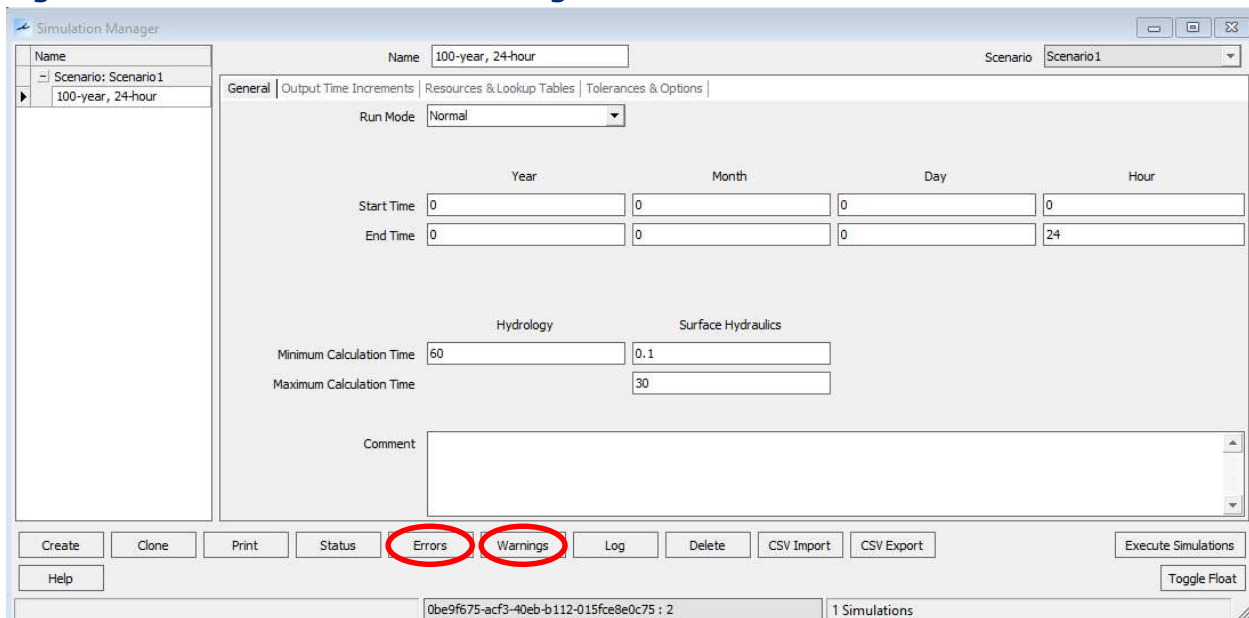 Simulation Manager
Name
Scenario: Scenario1
100-year, 24-hour
Name 100-year, 24-hour Scenario Scenario1
General Output Time Increments Resources & Lookup Tables Tolerances & Options
Run Mode Normal
Year Month Day Hour
Start Time 0 0 0 0
End Time 0 0 0 24
Hydrology Surface Hydraulics
Minimum Calculation Time 60 0.1
Maximum Calculation Time 30
Comment
Create Clone Print Status Errors Warnings Log Delete CSV Import CSV Export Execute Simulations
Help Toggle Float
0be9f675-acf3-40eb-b112-015fce8e0c75 : 2 1 Simulations